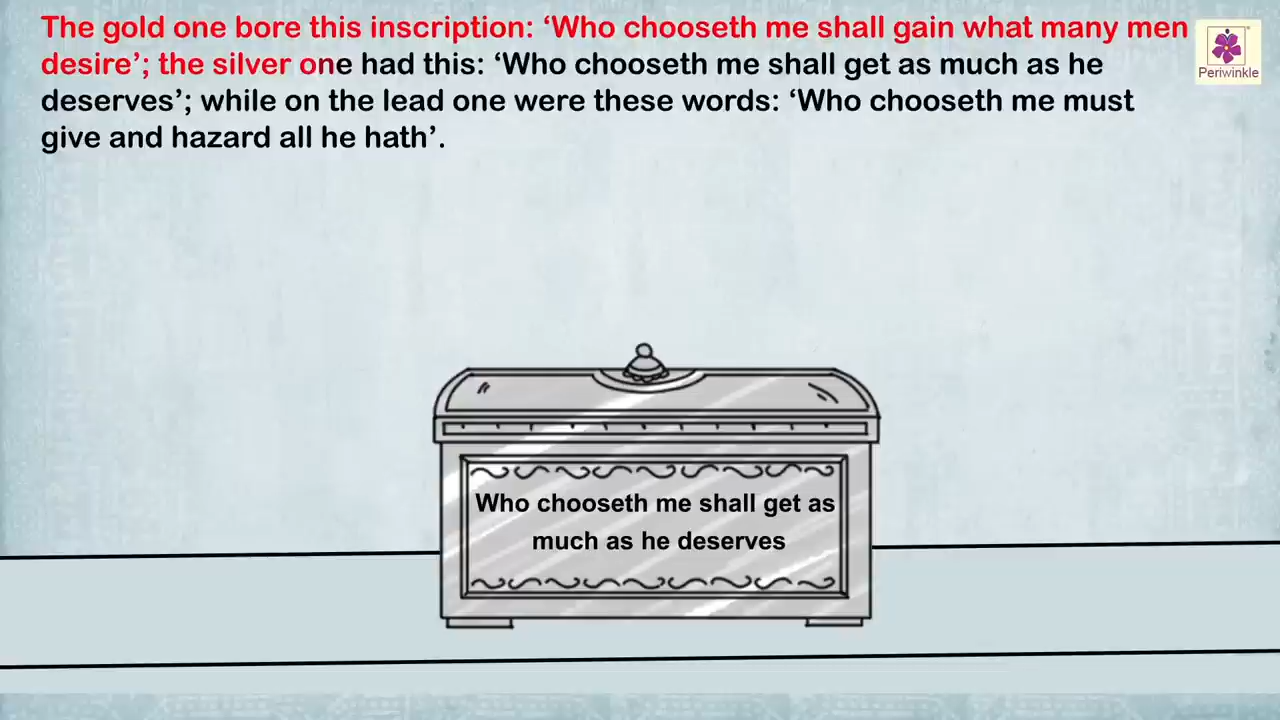 The gold one bore this inscription: ‘Who chooseth me shall gain what many men
desire’; the silver one had this: ‘Who chooseth me shall get as much as he
deserves’; while on the lead one were these words: ‘Who chooseth me must
give and hazard all he hath’.
Periwinkle
Who chooseth me shall get as
much as he deserves